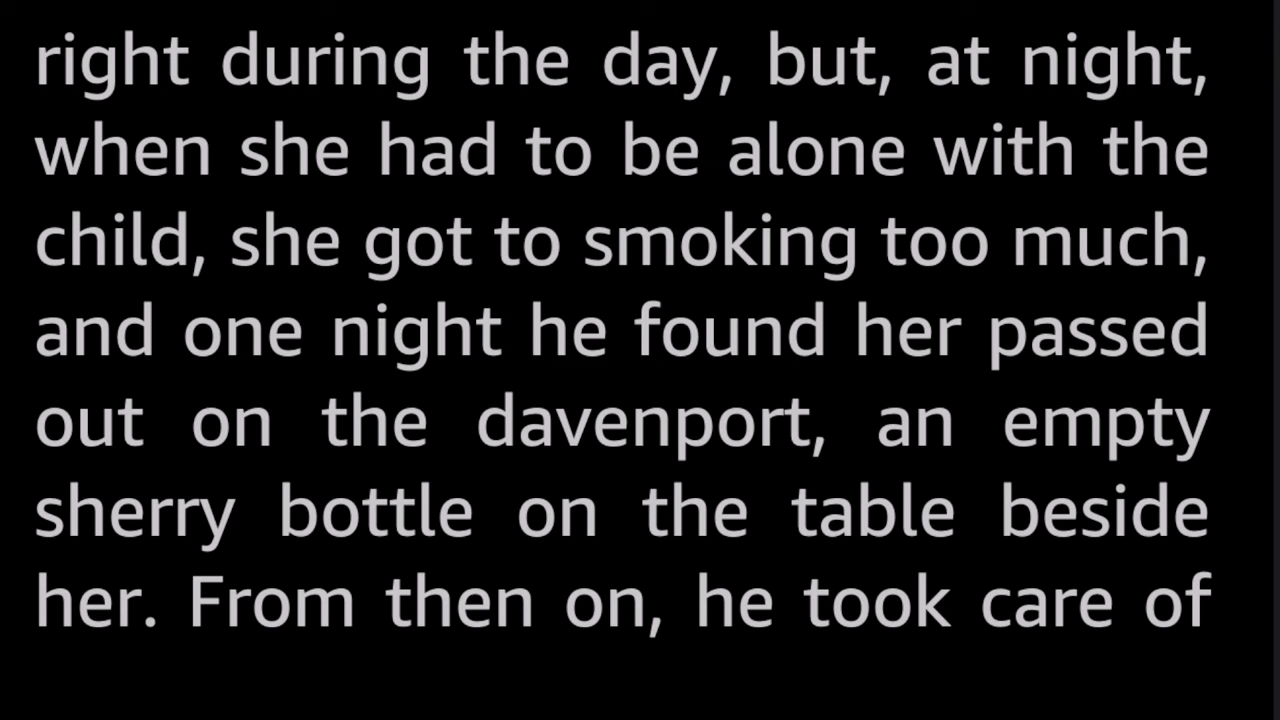 right during the day, but, at night,
when she had to be alone with the
child, she got to smoking too much,
and one night he found her passed
out on the davenport, an empty
sherry bottle on the table beside
her. From then on, he took care of